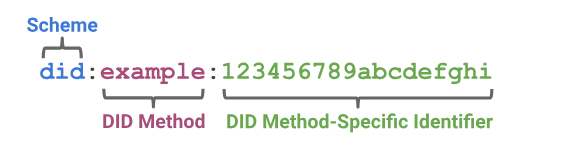 Scheme
did:example:123456789abcdefghi
DID Method DID Method-Specific Identifier